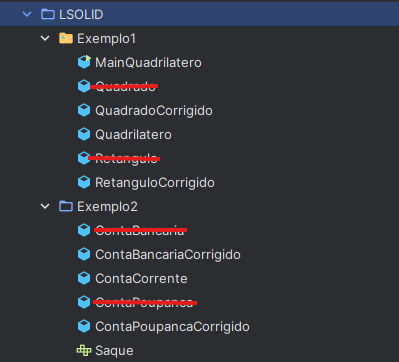 LSOLID
Exemplo1
MainQuadrilatero
Quadrado
QuadradoCorrigido
Quadrilatero
Retangulo
RetanguloCorrigido
Exemplo2
ContaBancaria
ContaBancariaCorrigido
ContaCorrente
ContaPoupanca
ContaPoupancaCorrigido
Saque